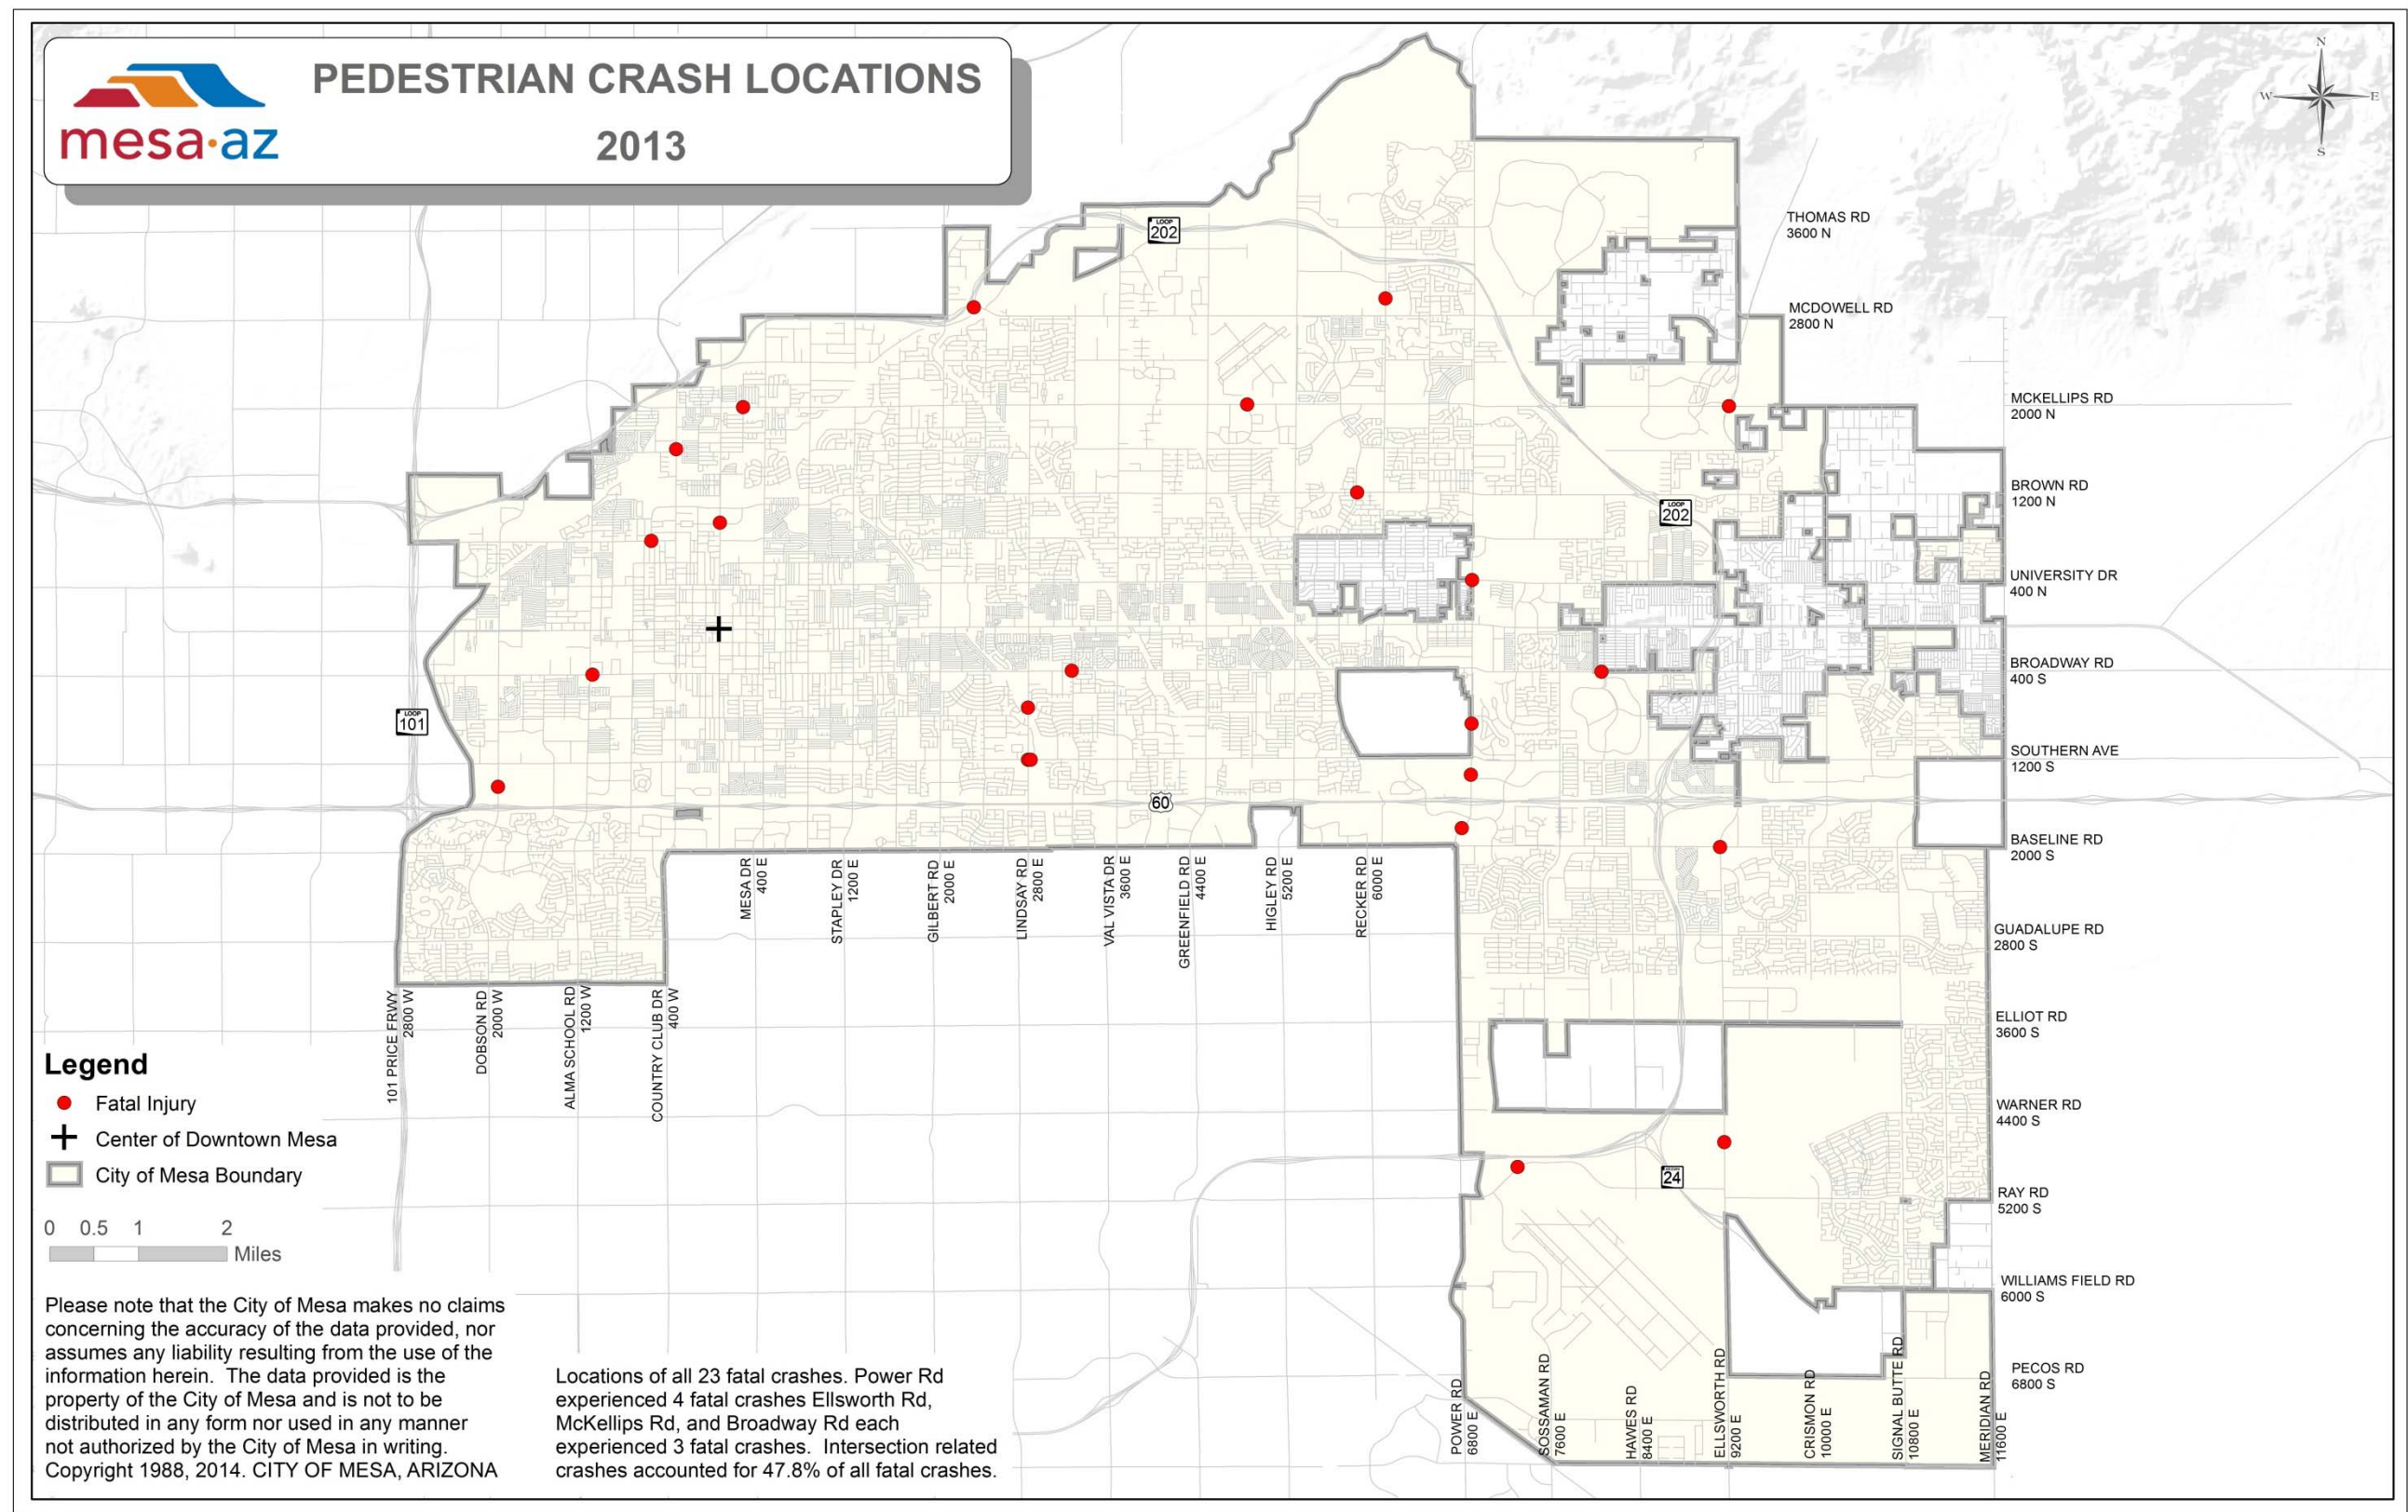 PEDESTRIAN CRASH LOCATIONS
2013
mesa·az
N
W
E
S
LOOP
202
THOMAS RD
3600 N
MCDOWELL RD
2800 N
MCKELLIPS RD
2000 N
BROWN RD
1200 N
LOOP
202
UNIVERSITY DR
400 N
BROADWAY RD
400 S
LOOP
101
SOUTHERN AVE
1200 S
60
BASELINE RD
2000 S
MESA DR
400 E
STAPLEY DR
1200 E
GILBERT RD
2000 E
LINDSAY RD
2800 E
VAL VISTA DR
3600 E
GREENFIELD RD
4400 E
HIGLEY RD
5200 E
RECKER RD
6000 E
GUADALUPE RD
2800 S
101 PRICE FRWY
2800 W
DOBSON RD
2000 W
ALMA SCHOOL RD
1200 W
COUNTRY CLUB DR
400 W
ELLIOT RD
3600 S
WARNER RD
4400 S
24
RAY RD
5200 S
WILLIAMS FIELD RD
6000 S
PECOS RD
6800 S
POWER RD
6800 E
SOSSAMAN RD
7600 E
HAWES RD
8400 E
ELLSWORTH RD
9200 E
CRISMON RD
10000 E
SIGNAL BUTTE RD
10800 E
MERIDIAN RD
11600 E
Legend
Fatal Injury
Center of Downtown Mesa
City of Mesa Boundary
0 0.5 1 2
Miles
Please note that the City of Mesa makes no claims
concerning the accuracy of the data provided, nor
assumes any liability resulting from the use of the
information herein. The data provided is the
property of the City of Mesa and is not to be
distributed in any form nor used in any manner
not authorized by the City of Mesa in writing.
Copyright 1988, 2014. CITY OF MESA, ARIZONA
Locations of all 23 fatal crashes. Power Rd
experienced 4 fatal crashes Ellsworth Rd,
McKellips Rd, and Broadway Rd each
experienced 3 fatal crashes. Intersection related
crashes accounted for 47.8% of all fatal crashes.